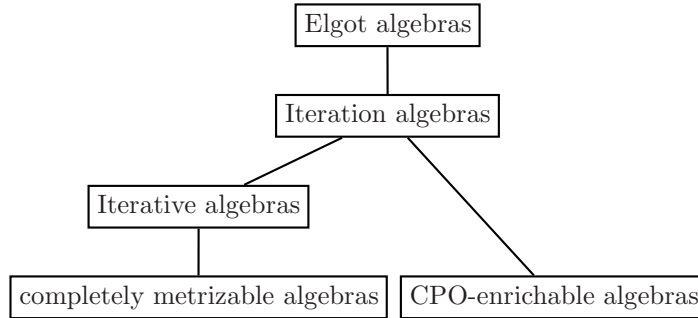 Elgot algebras
Iteration algebras
Iterative algebras
completely metrizable algebras
CPO-enrichable algebras